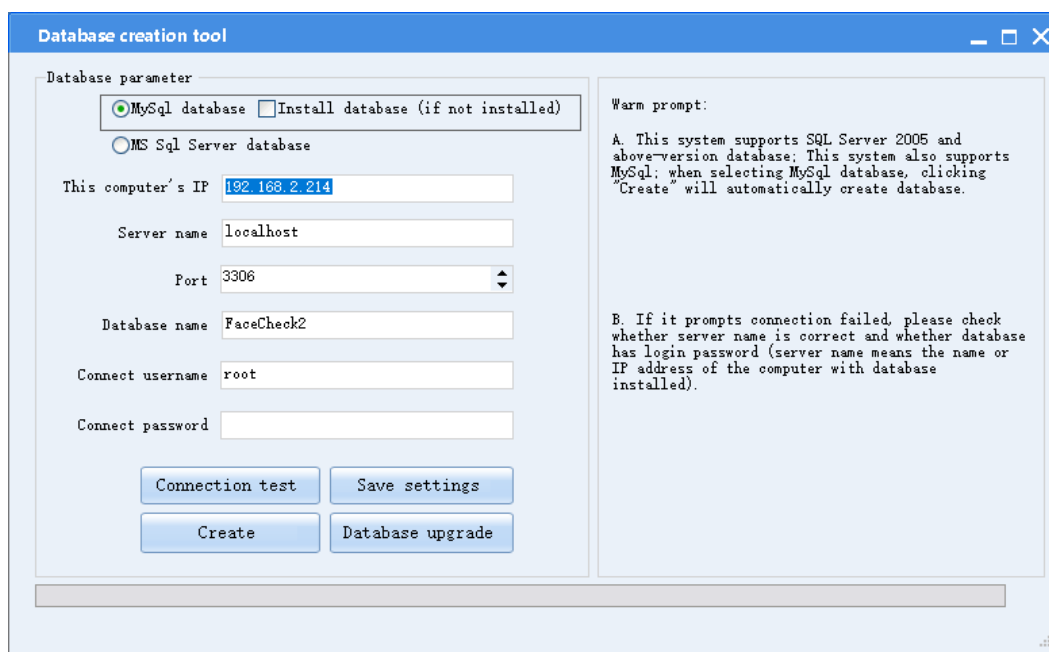 Database creation tool
Database parameter
MySql database Install database (if not installed)
MS Sql Server database
This computer's IP 192.168.2.214
Server name localhost
Port 3306
Database name FaceCheck2
Connect username root
Connect password
Connection test Save settings
Create Database upgrade
Warm prompt:
A. This system supports SQL Server 2005 and
above-version database; This system also supports
MySql; when selecting MySql database, clicking
"Create" will automatically create database.
B. If it prompts connection failed, please check
whether server name is correct and whether database
has login password (server name means the name or
IP address of the computer with database
installed).